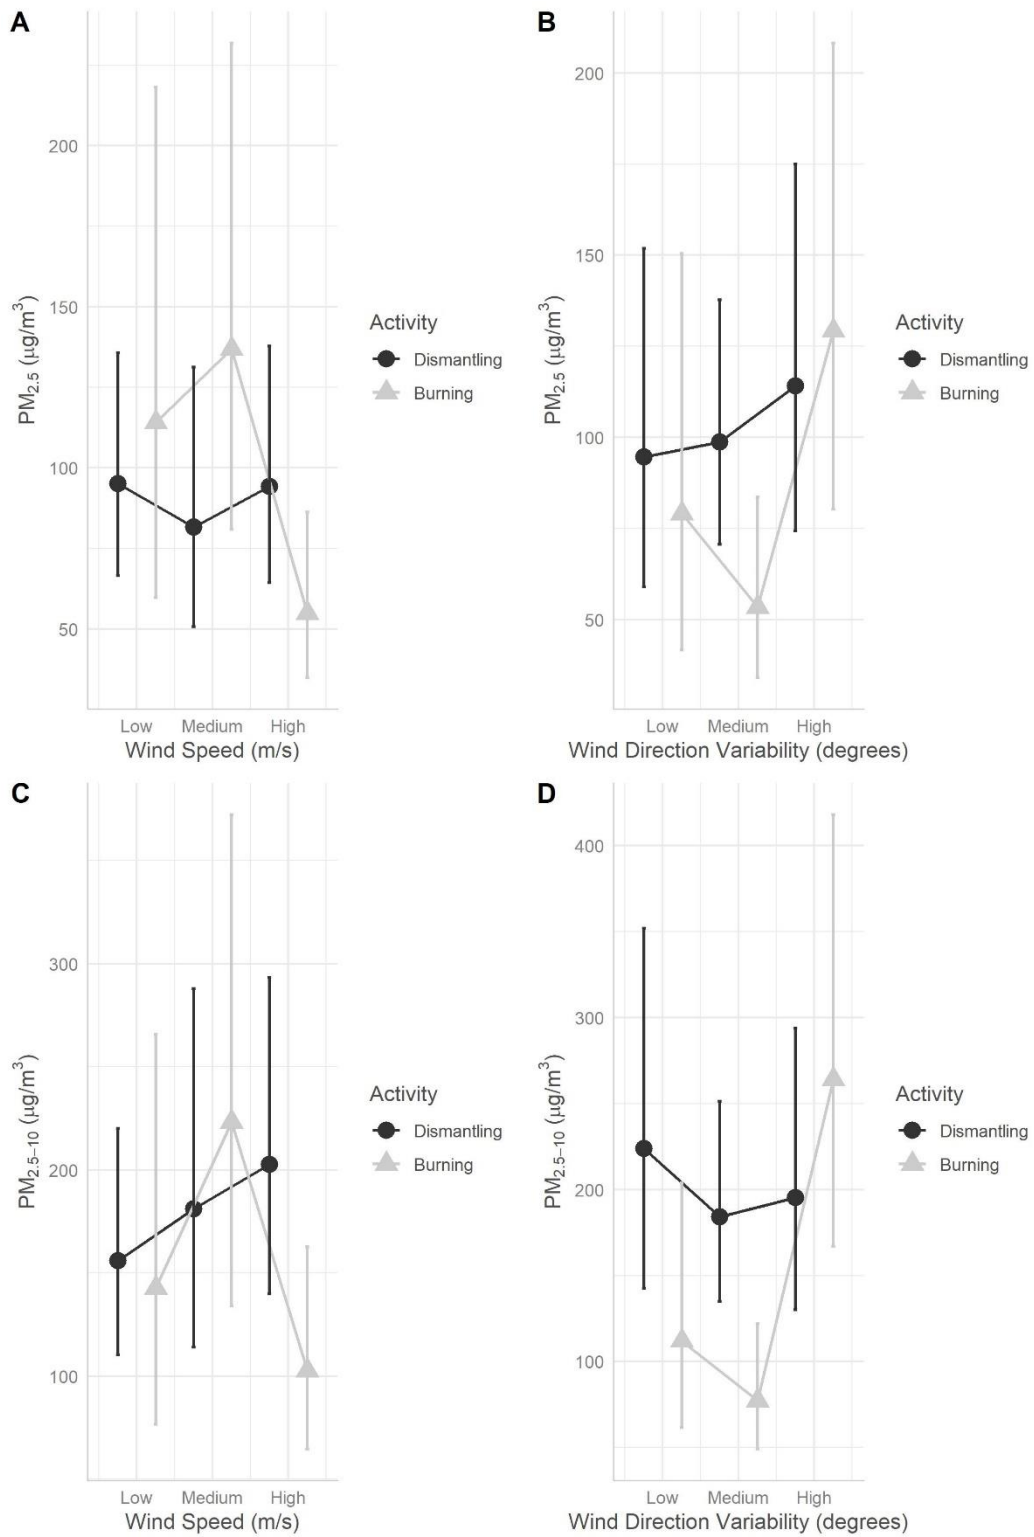 A
PM2.5 (μg/m3)
200
150
100
50
Low Medium High
Wind Speed (m/s)
Activity
Dismantling
Burning
B
PM2.5 (μg/m3)
200
150
100
50
Low Medium High
Wind Direction Variability (degrees)
Activity
Dismantling
Burning
C
PM2.5−10 (μg/m3)
300
200
100
Low Medium High
Wind Speed (m/s)
Activity
Dismantling
Burning
D
PM2.5−10 (μg/m3)
400
300
200
100
Low Medium High
Wind Direction Variability (degrees)
Activity
Dismantling
Burning